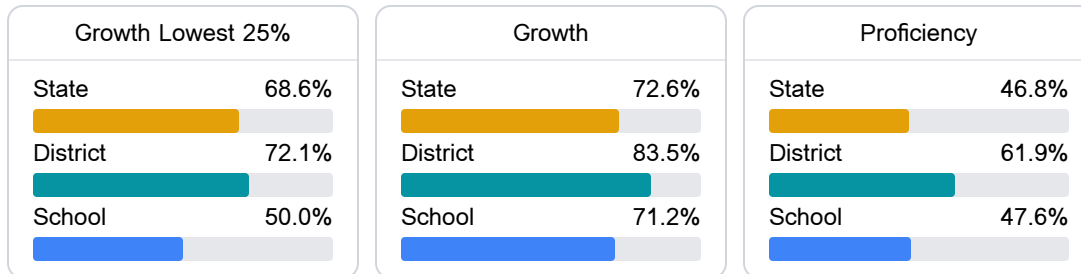 Growth Lowest 25%
State 68.6%
District 72.1%
School 50.0%
Growth
State 72.6%
District 83.5%
School 71.2%
Proficiency
State 46.8%
District 61.9%
School 47.6%